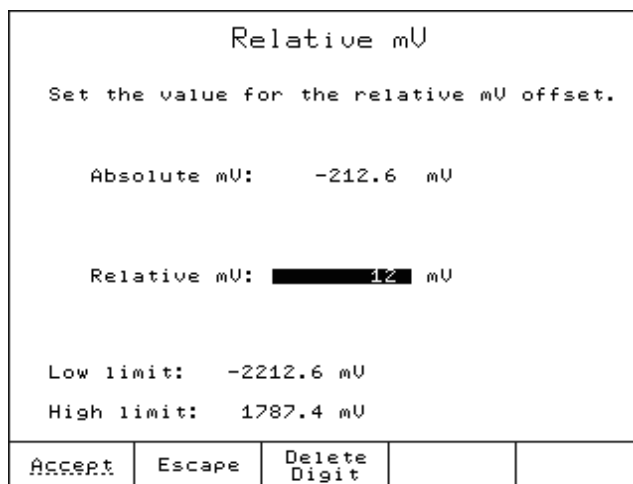 Relative mV
Set the value for the relative mV offset.
Absolute mV: -212.6 mV
Relative mV: 12 mV
Low limit: -2212.6 mV
High limit: 1787.4 mV
Accept Escape Delete Digit